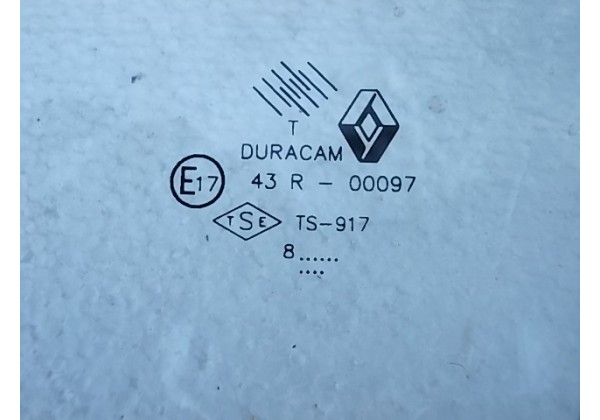 T
DURACAM
E17 43 R - 00097
TSE TS-917
8......
....